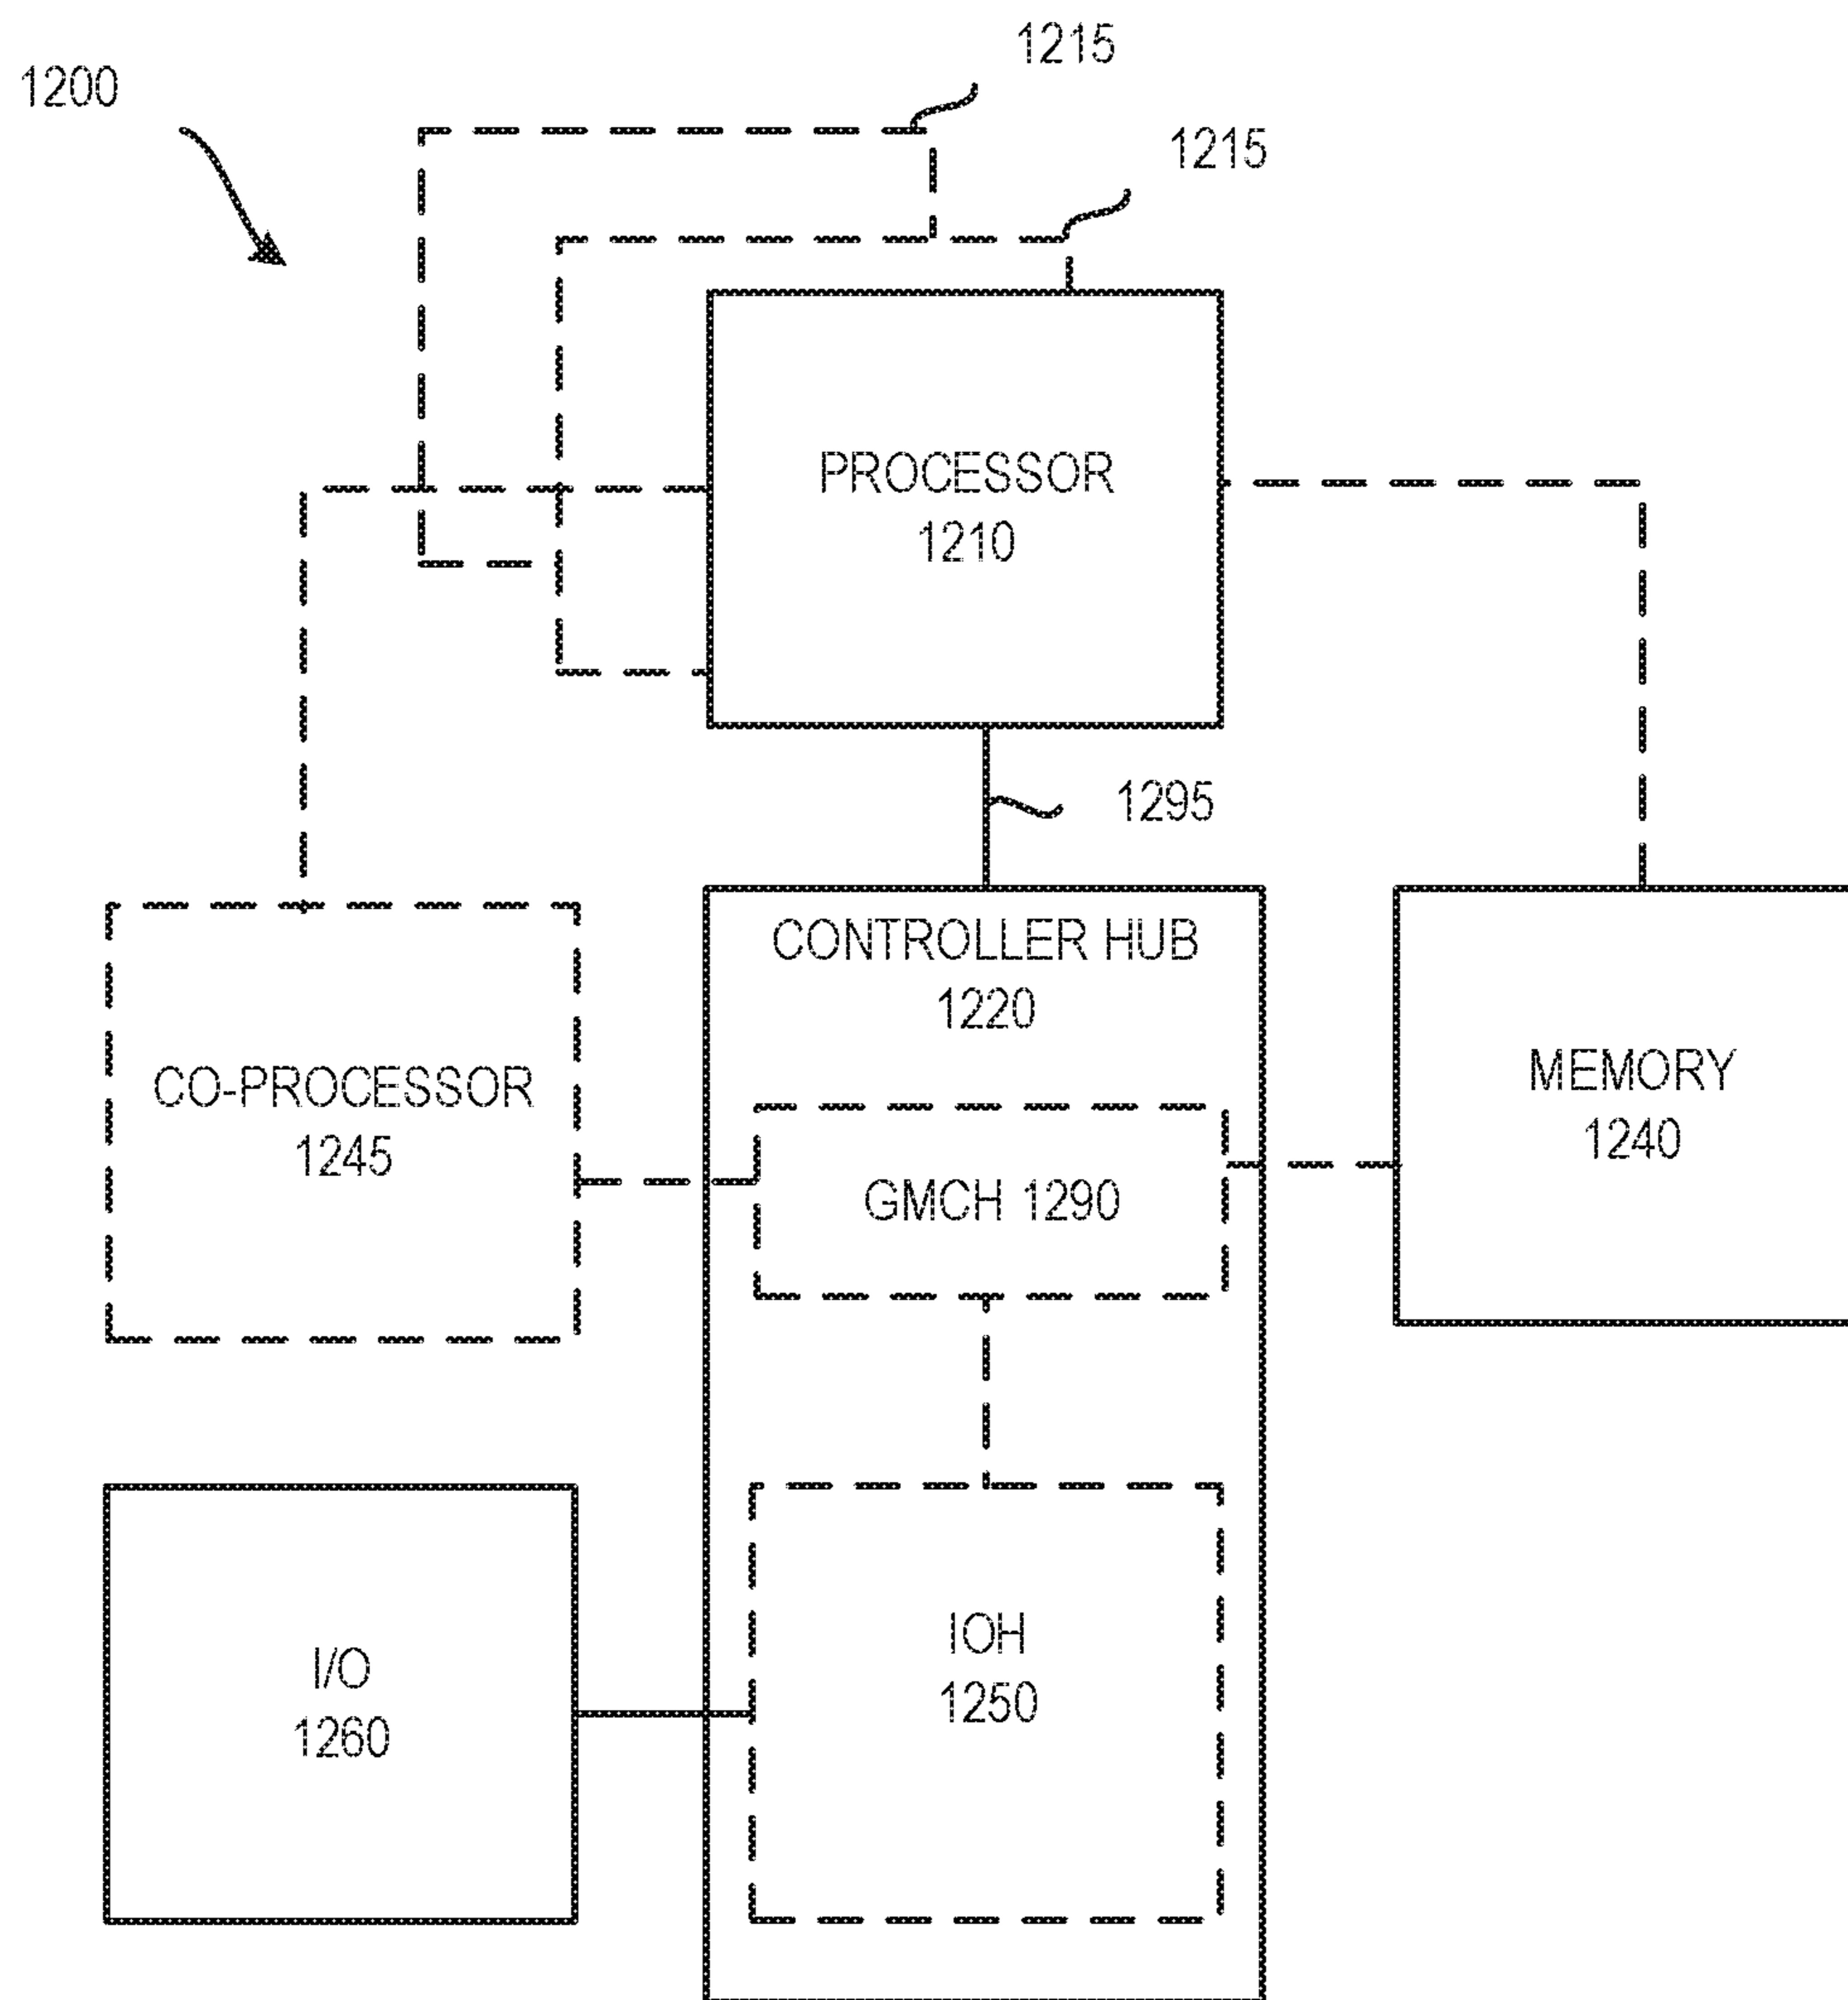 1215
1200
1215
PROCESSOR
1210
1295
CONTROLLER HUB
1220
CO-PROCESSOR
1245
MEMORY
1240
GMCH 1290
I/O
1260
IOH
1250